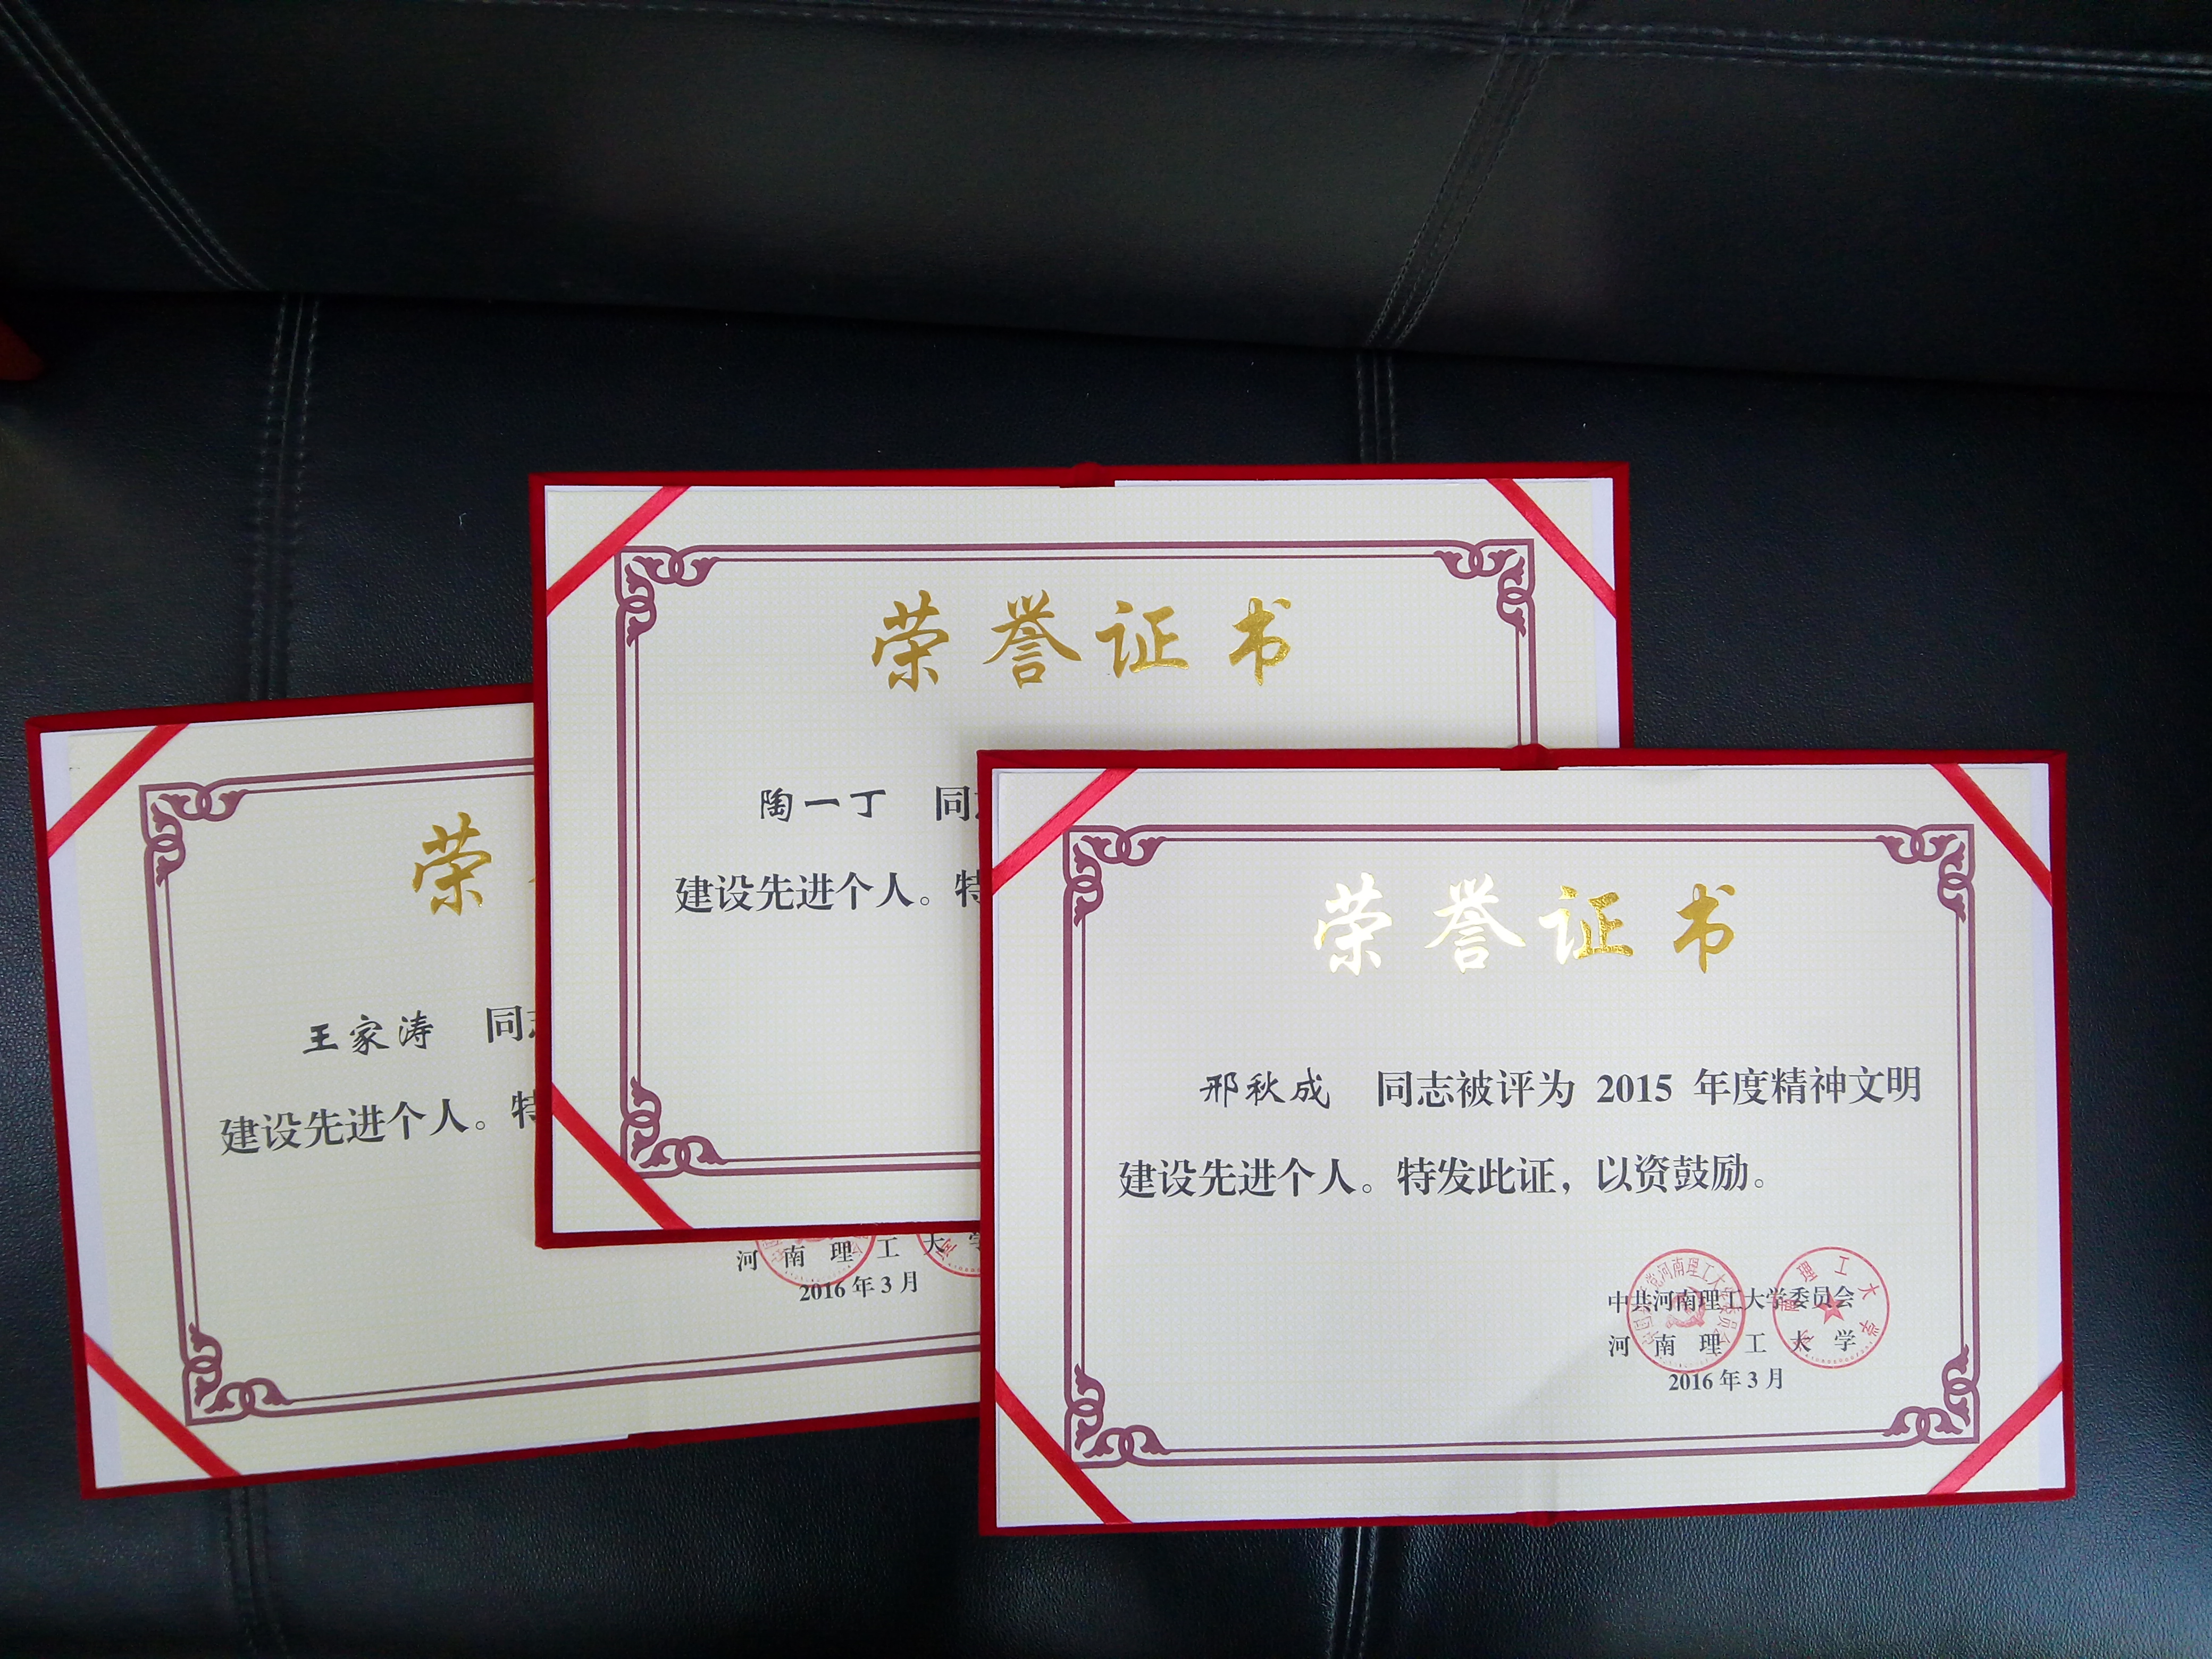 荣誉证书
陶一丁 同
建设先进个人。特
荣
王家涛 同
建设先进个人。特
河南理工大学
2016年3月
荣誉证书
邢秋成 同志被评为 2015 年度精神文明
建设先进个人。特发此证，以资鼓励。
中共河南理工大学委员会
河南理工大学
2016年3月